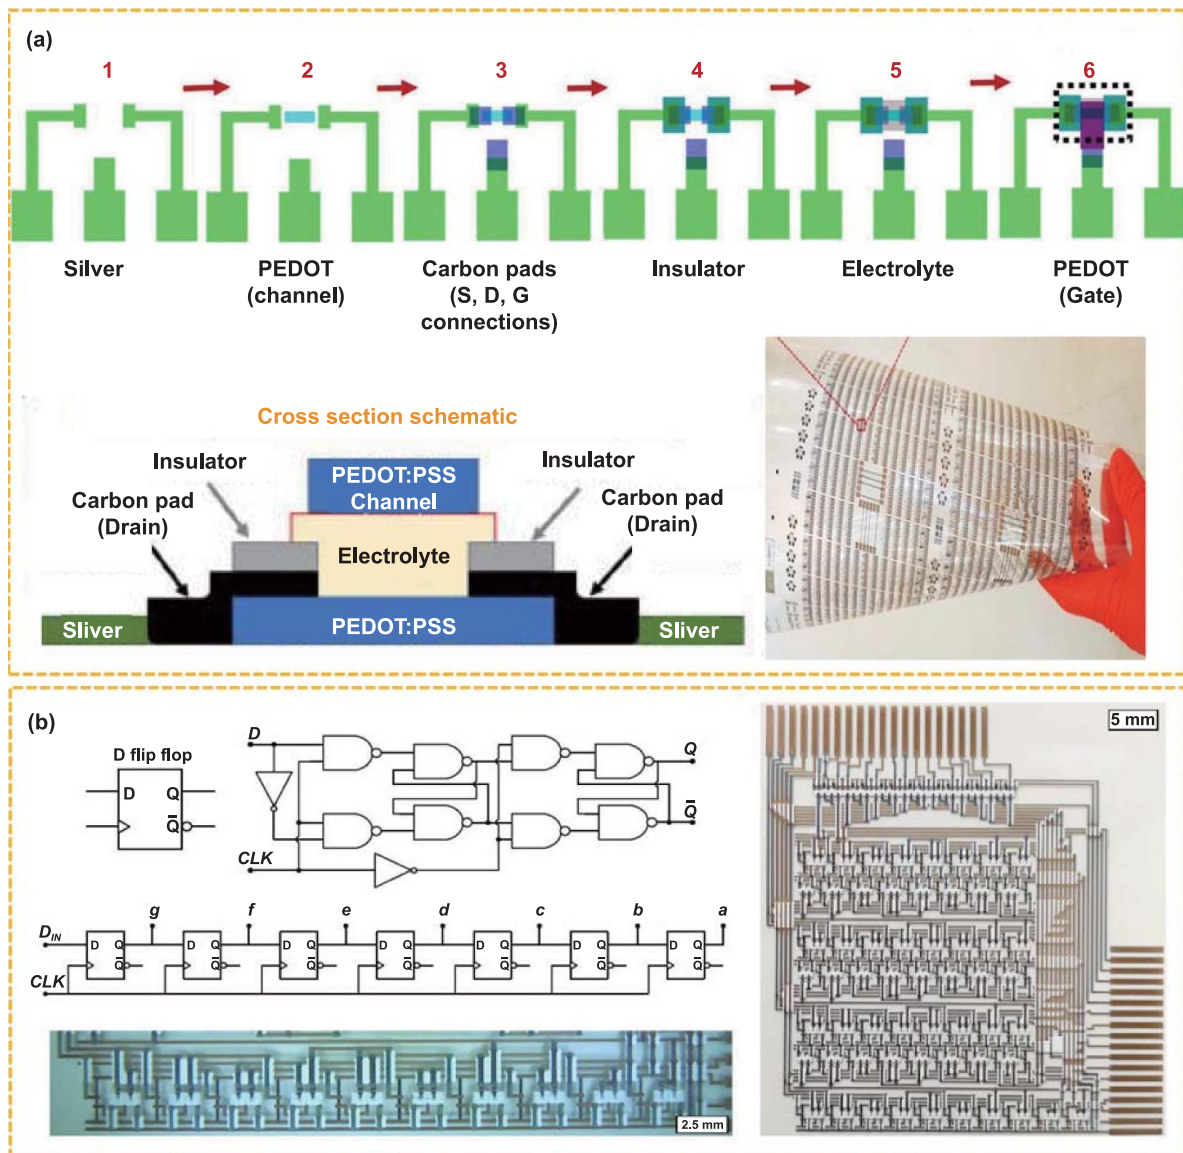 (a)
1
2
3
4
5
6
Silver
PEDOT
(channel)
Carbon pads
(S, D, G
connections)
Insulator
Electrolyte
PEDOT
(Gate)
Cross section schematic
Insulator
Insulator
Carbon pad
(Drain)
Carbon pad
(Drain)
PEDOT:PSS
Channel
Electrolyte
Sliver
PEDOT:PSS
Sliver
(b)
D flip flop
D Q
Q̅
D
CLK
Q
Q̅
5 mm
g f e d c b a
D_IN
D Q D Q D Q D Q D Q D Q D Q
Q̅ Q̅ Q̅ Q̅ Q̅ Q̅ Q̅
CLK
2.5 mm